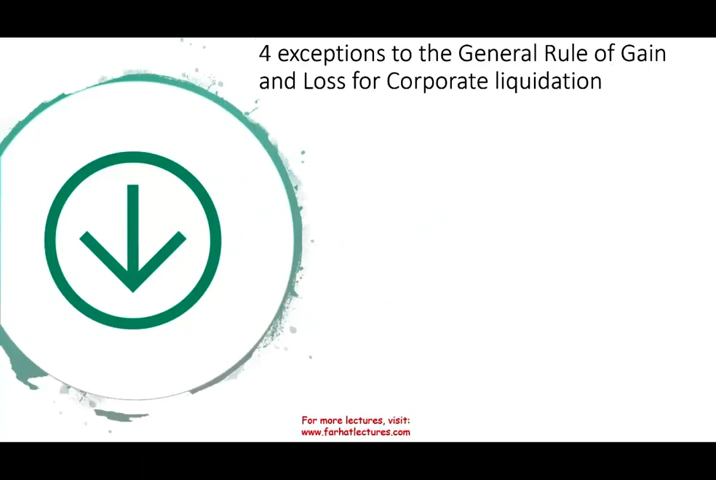 4 exceptions to the General Rule of Gain
and Loss for Corporate liquidation
For more lectures, visit:
www.farhatlectures.com